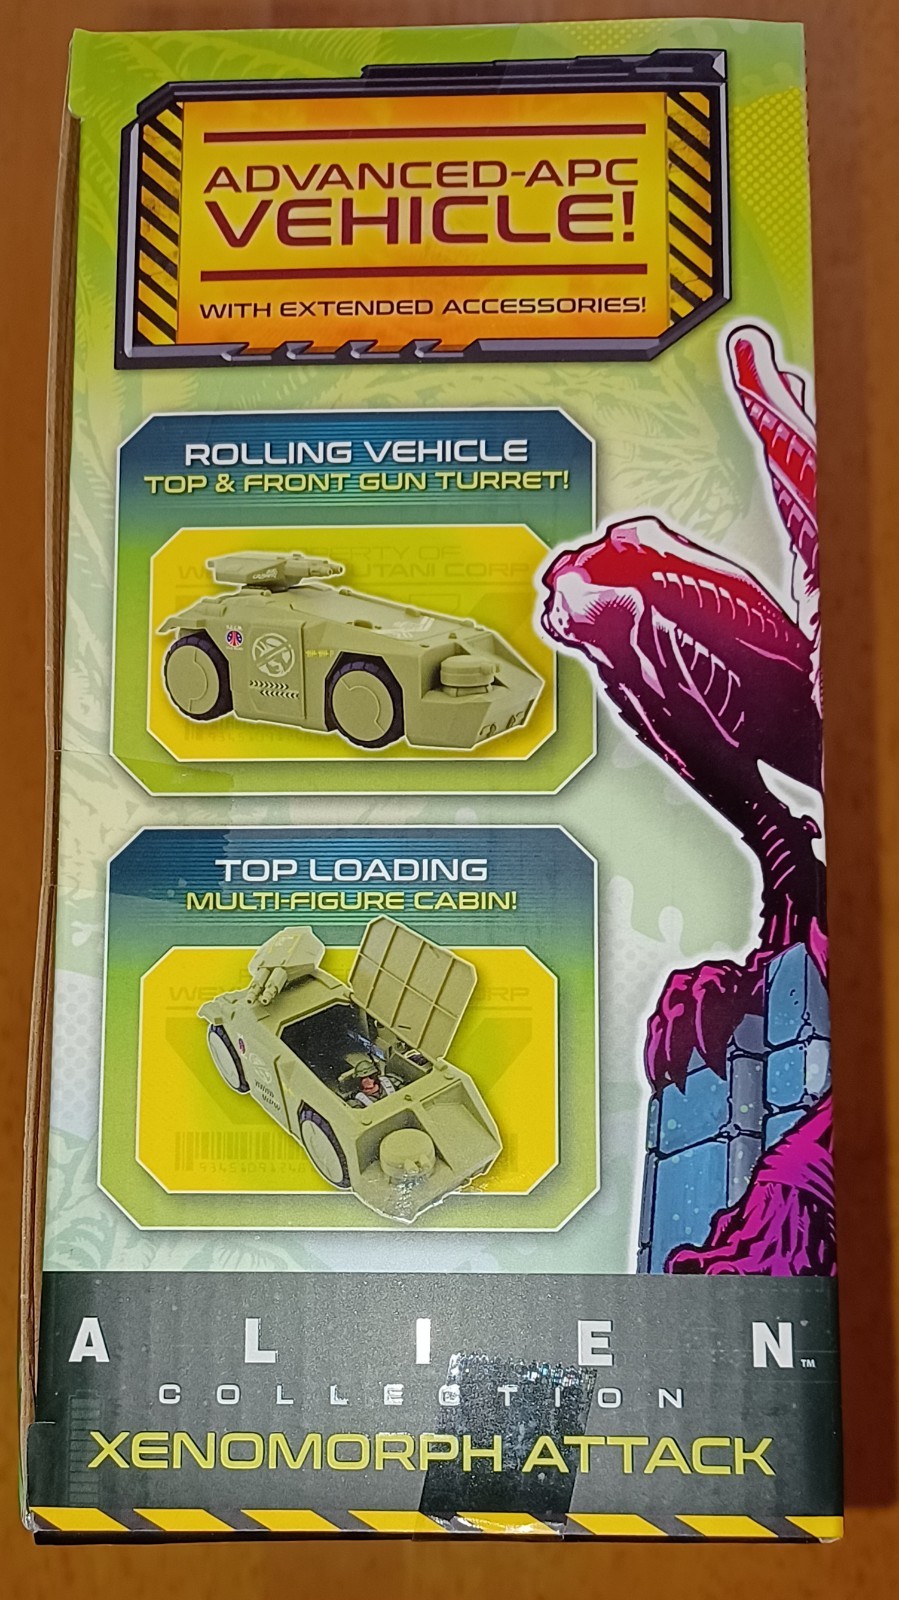 ADVANCED-APC
VEHICLE!
WITH EXTENDED ACCESSORIES!
ROLLING VEHICLE
TOP & FRONT GUN TURRET!
TOP LOADING
MULTI-FIGURE CABIN!
ALIEN™
COLLECTION
XENOMORPH ATTACK